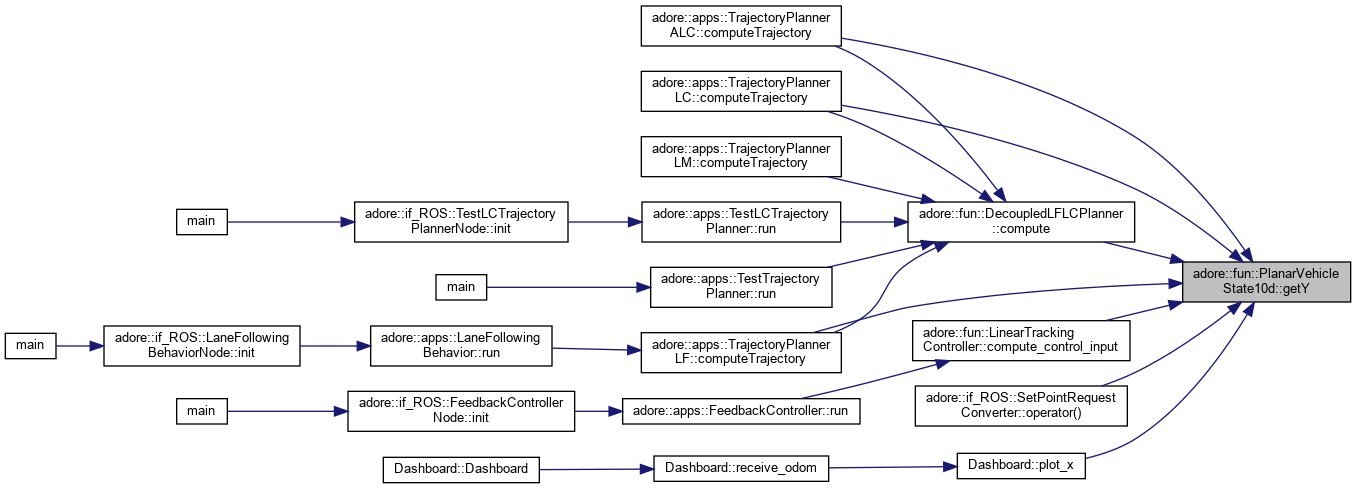 adore::apps::TrajectoryPlanner
ALC::computeTrajectory
adore::apps::TrajectoryPlanner
LC::computeTrajectory
adore::apps::TrajectoryPlanner
LM::computeTrajectory
main
adore::if_ROS::TestLCTrajectory
PlannerNode::init
adore::apps::TestLCTrajectory
Planner::run
adore::fun::DecoupledLFLCPlanner
::compute
main
adore::apps::TestTrajectory
Planner::run
adore::fun::PlanarVehicle
State10d::getY
main
adore::if_ROS::LaneFollowing
BehaviorNode::init
adore::apps::LaneFollowing
Behavior::run
adore::apps::TrajectoryPlanner
LF::computeTrajectory
adore::fun::LinearTracking
Controller::compute_control_input
main
adore::if_ROS::FeedbackController
Node::init
adore::apps::FeedbackController::run
adore::if_ROS::SetPointRequest
Converter::operator()
Dashboard::Dashboard
Dashboard::receive_odom
Dashboard::plot_x